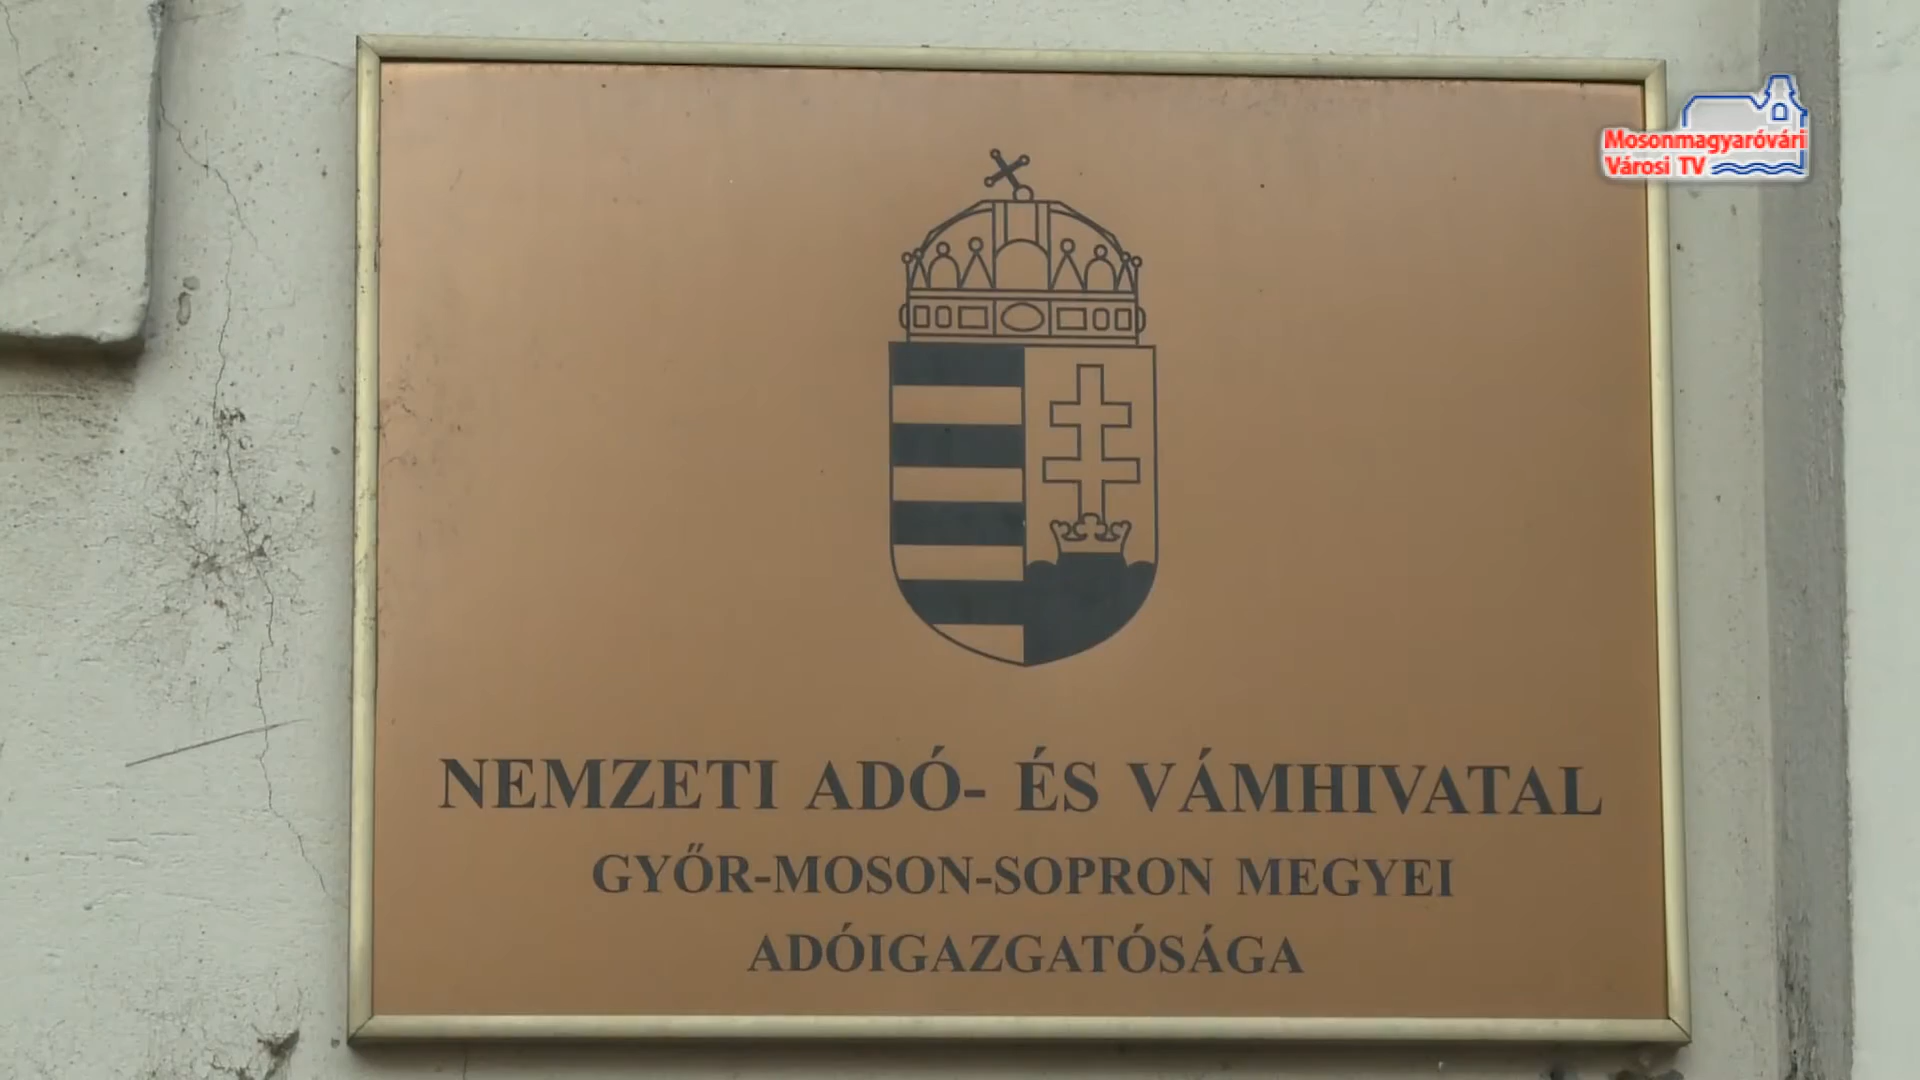 Mosonmagyaróvári
Városi TV
NEMZETI ADÓ- ÉS VÁMHIVATAL
GYŐR-MOSON-SOPRON MEGYEI
ADÓIGAZGATÓSÁGA